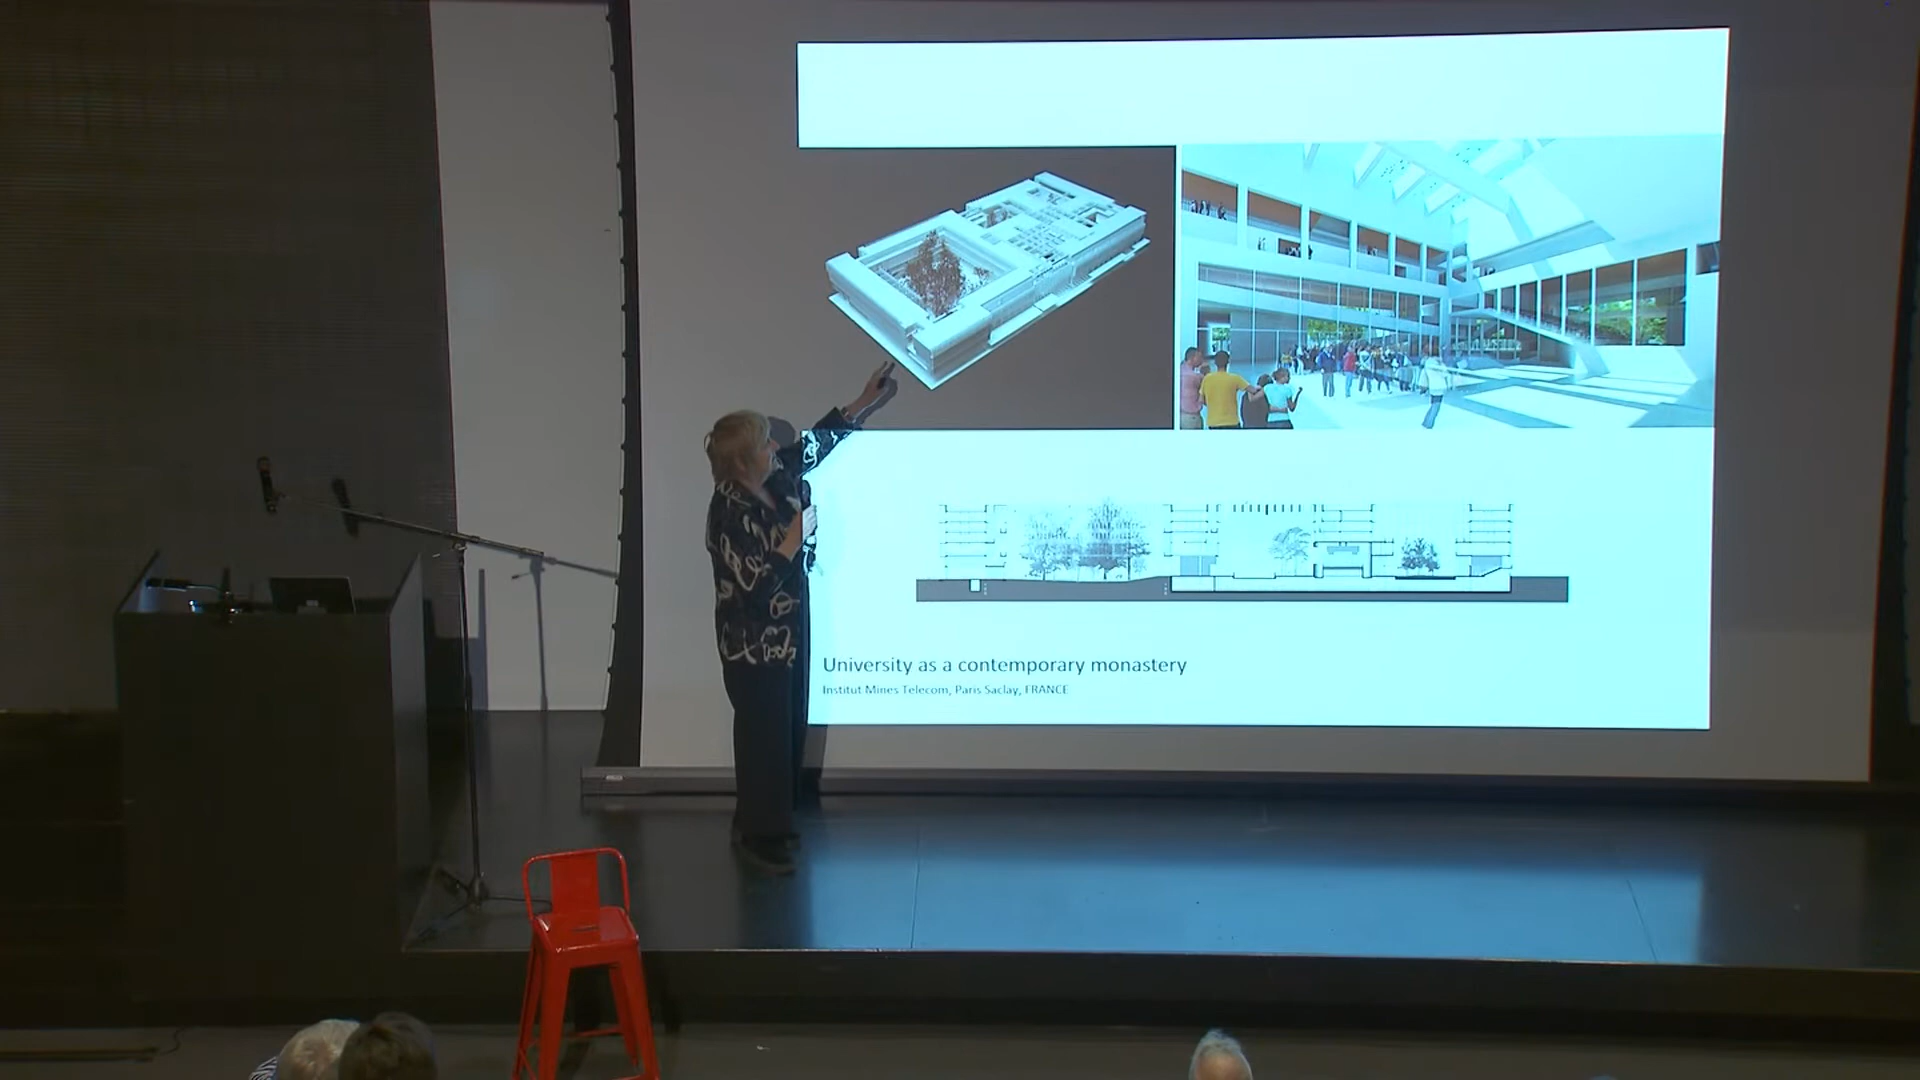 University as a contemporary monastery
Institut Mines Telecom, Paris Saclay, FRANCE